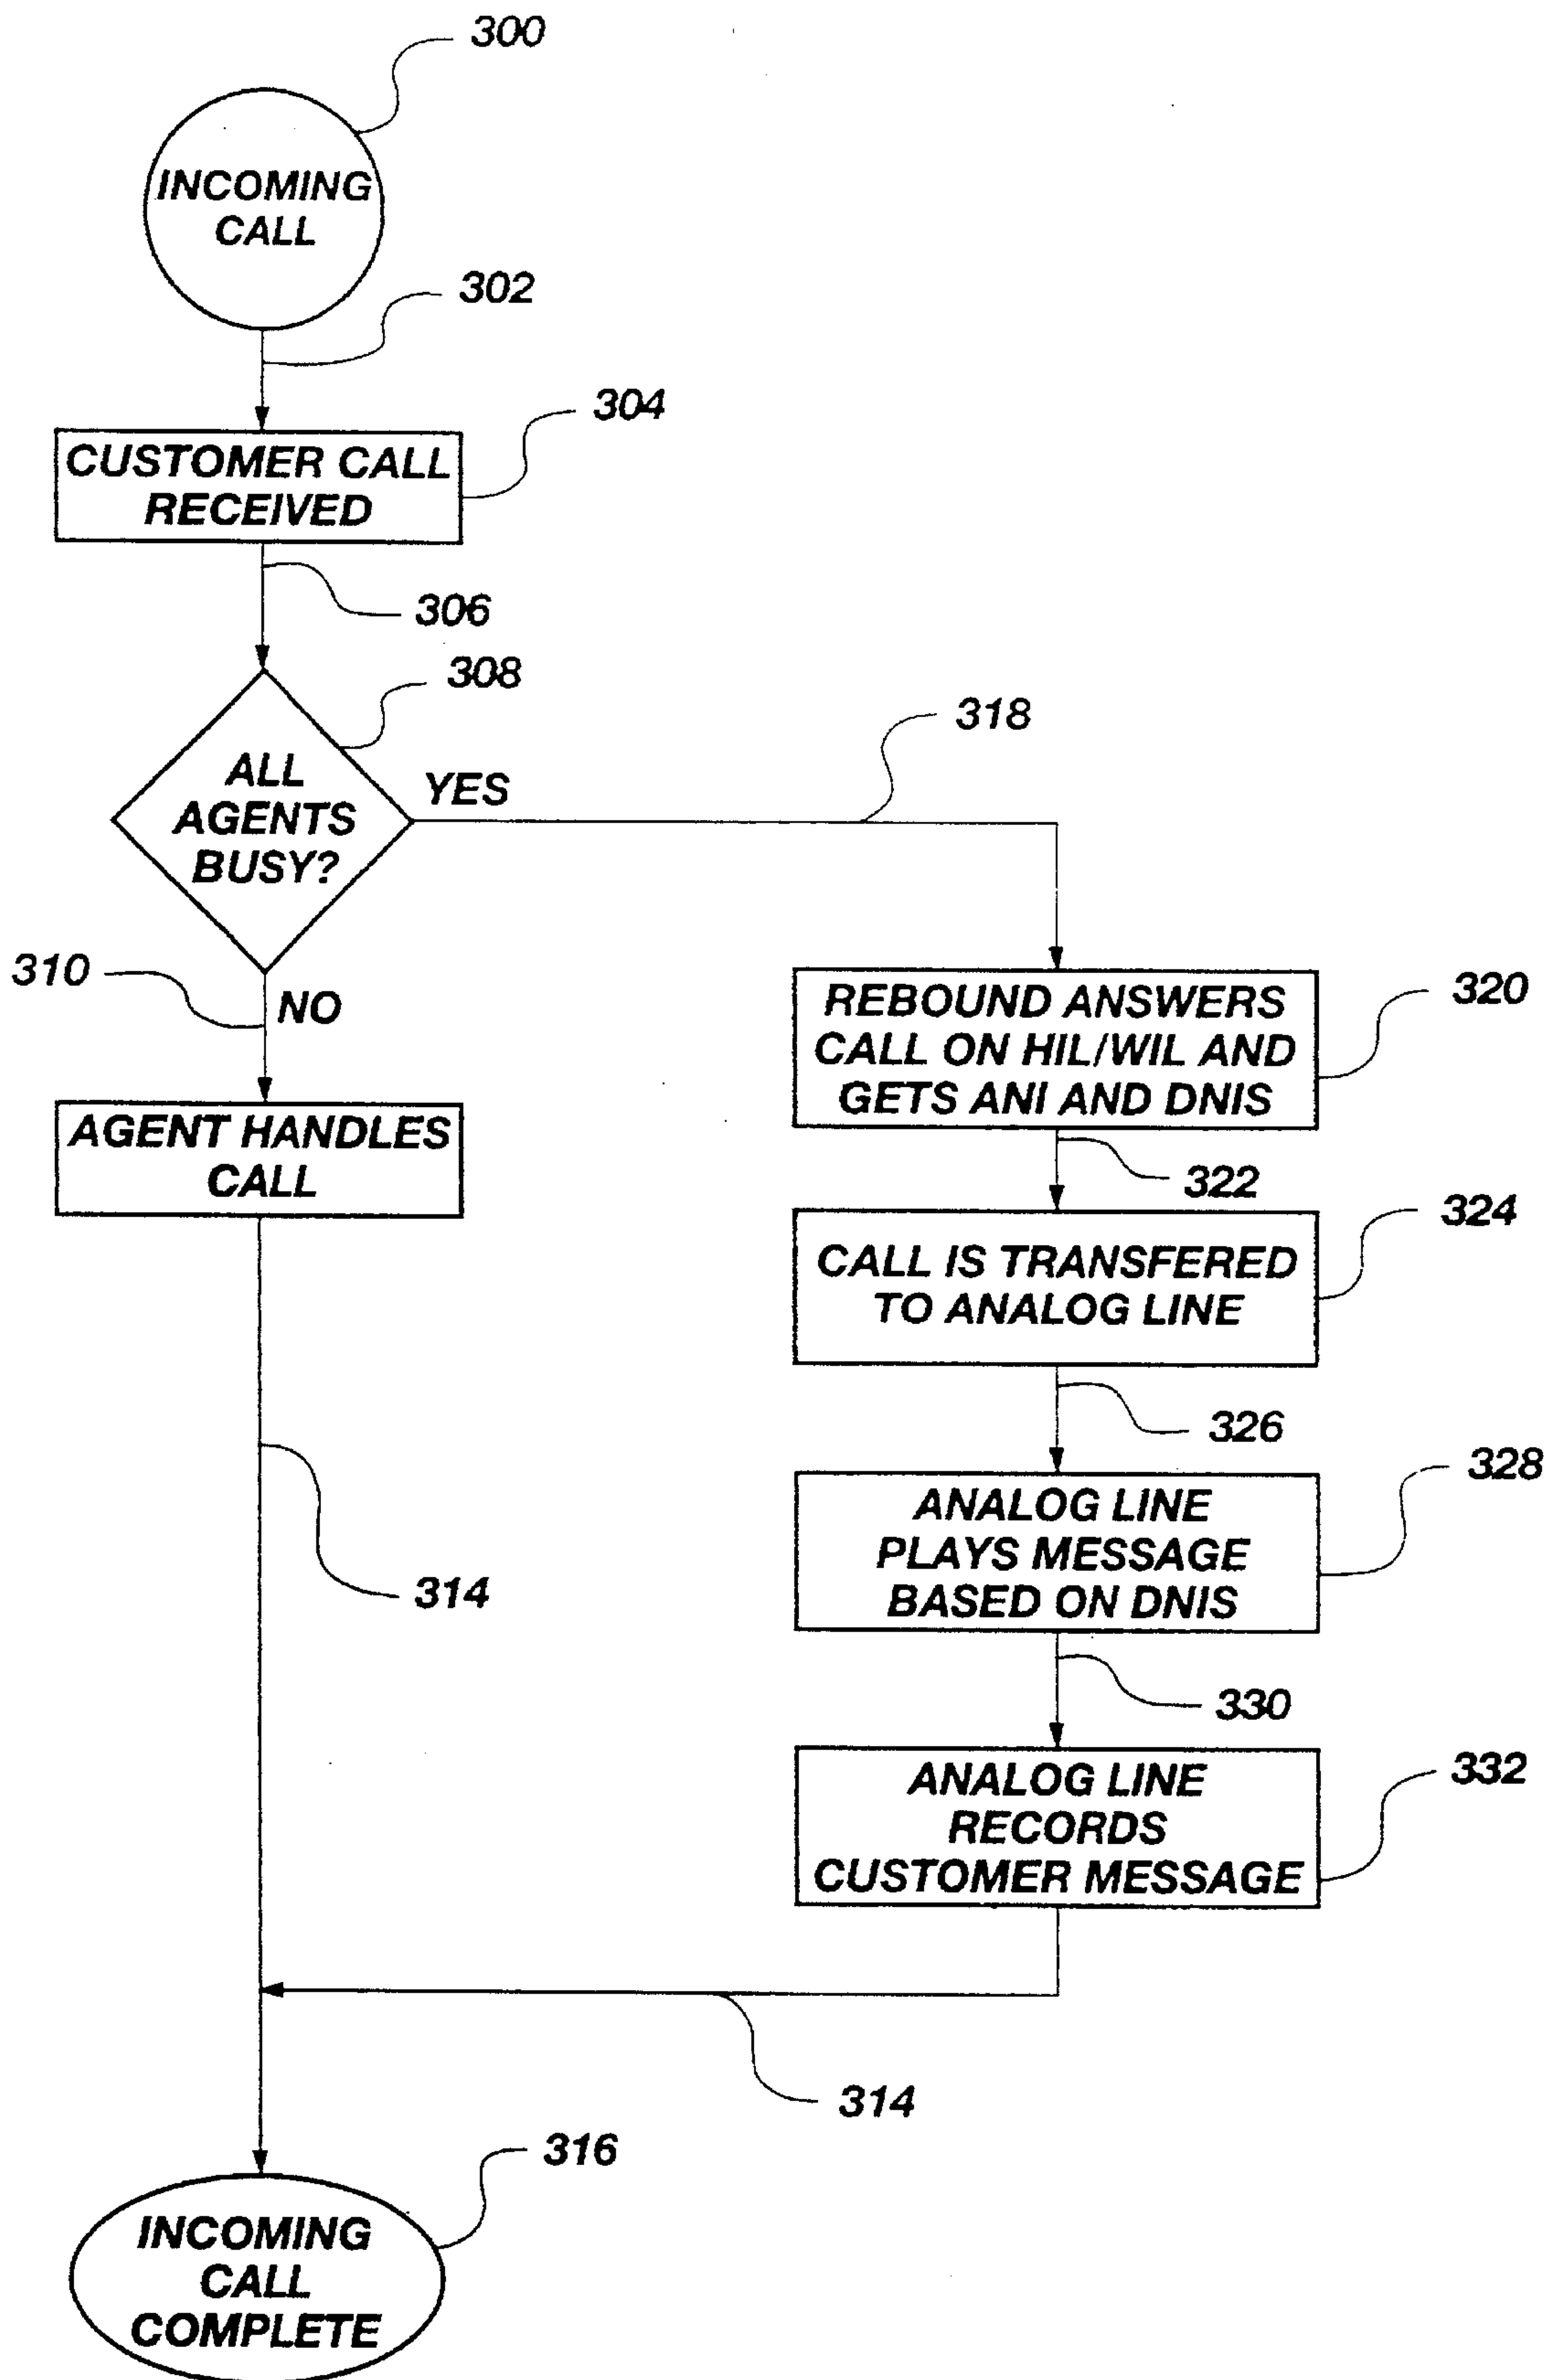 300
INCOMING
CALL
302
304
CUSTOMER CALL
RECEIVED
306
308
ALL
AGENTS
BUSY?
YES
318
310
NO
AGENT HANDLES
CALL
320
REBOUND ANSWERS
CALL ON HIL/WIL AND
GETS ANI AND DNIS
322
324
CALL IS TRANSFERED
TO ANALOG LINE
326
328
ANALOG LINE
PLAYS MESSAGE
BASED ON DNIS
314
330
332
ANALOG LINE
RECORDS
CUSTOMER MESSAGE
314
316
INCOMING
CALL
COMPLETE